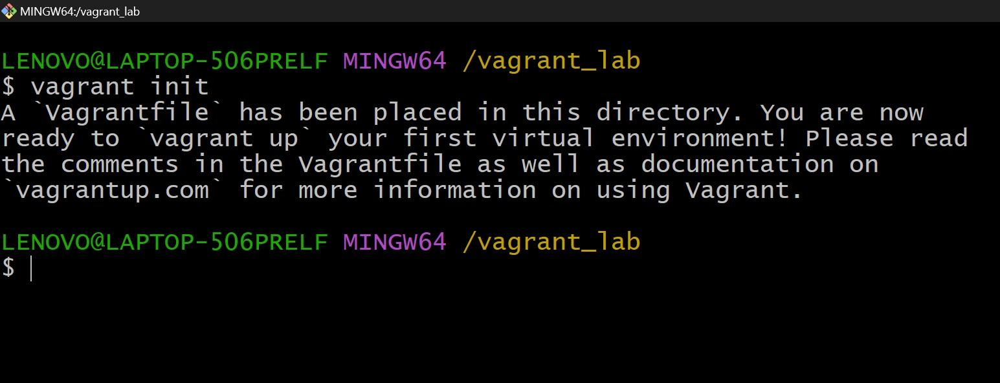 MINGW64:/vagrant_lab
LENOVO@LAPTOP-506PRELF MINGW64 /vagrant_lab
$ vagrant init
A `Vagrantfile` has been placed in this directory. You are now
ready to `vagrant up` your first virtual environment! Please read
the comments in the Vagrantfile as well as documentation on
`vagrantup.com` for more information on using Vagrant.
LENOVO@LAPTOP-506PRELF MINGW64 /vagrant_lab
$